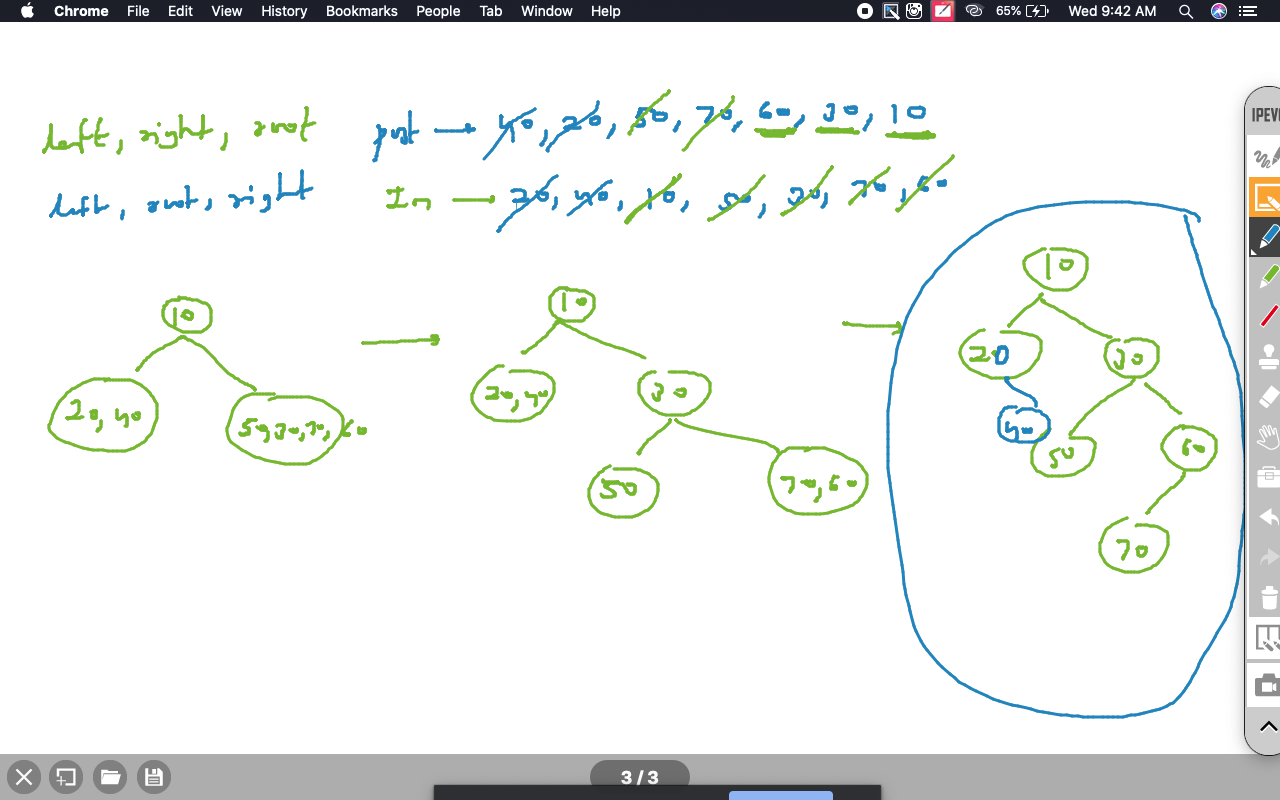 Chrome File Edit View History Bookmarks People Tab Window Help 65% Wed 9:42 AM
left, right, root post → 40, 20, 50, 70, 60, 30, 10
left, root, right In → 20, 40, 10, 50, 30, 70, 60
IPEV
10
20, 40
50, 30, 70, 60
10
20, 40
30
50
70, 60
10
20
30
40
50
60
70
3 / 3